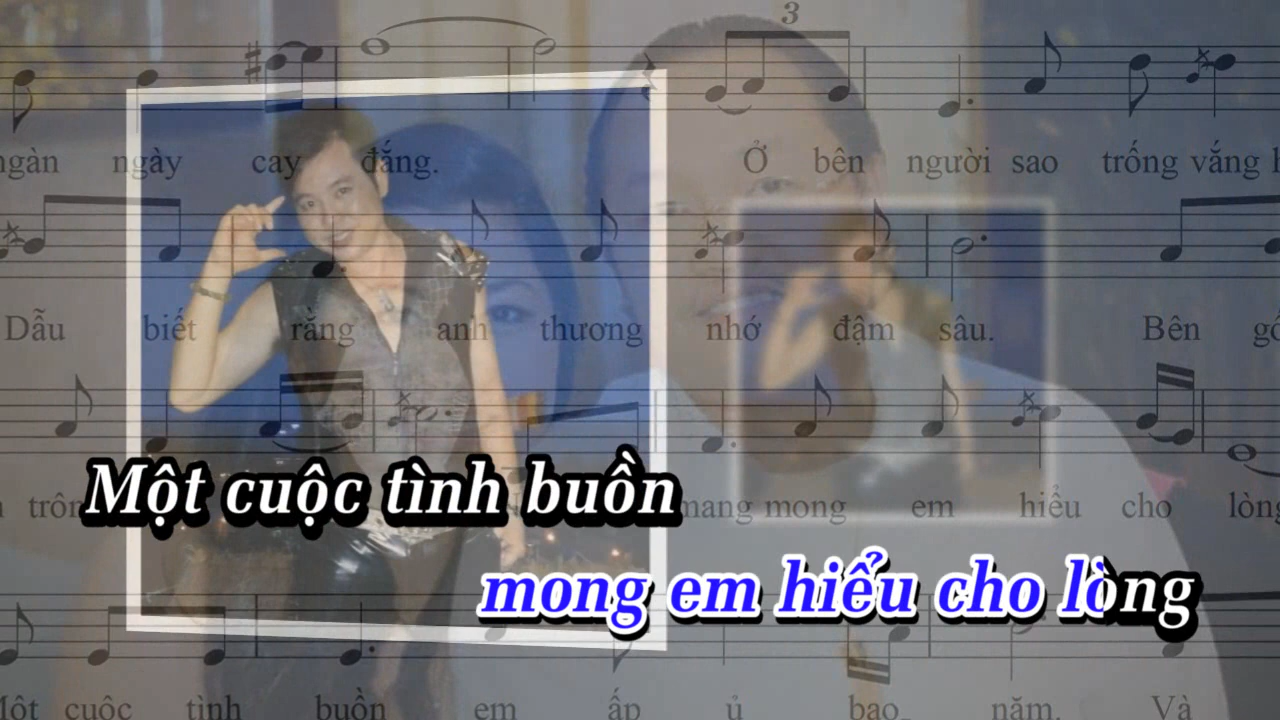 3
ngàn ngày cay đắng. Ở bên người sao trống vắng
Dẫu biết rằng anh thương nhớ đậm sâu. Bên
Một cuộc tình buồn
mang mong em hiểu cho lòng
mong em hiểu cho lòng
Một cuộc tình buồn em ấp ủ bao năm. Và